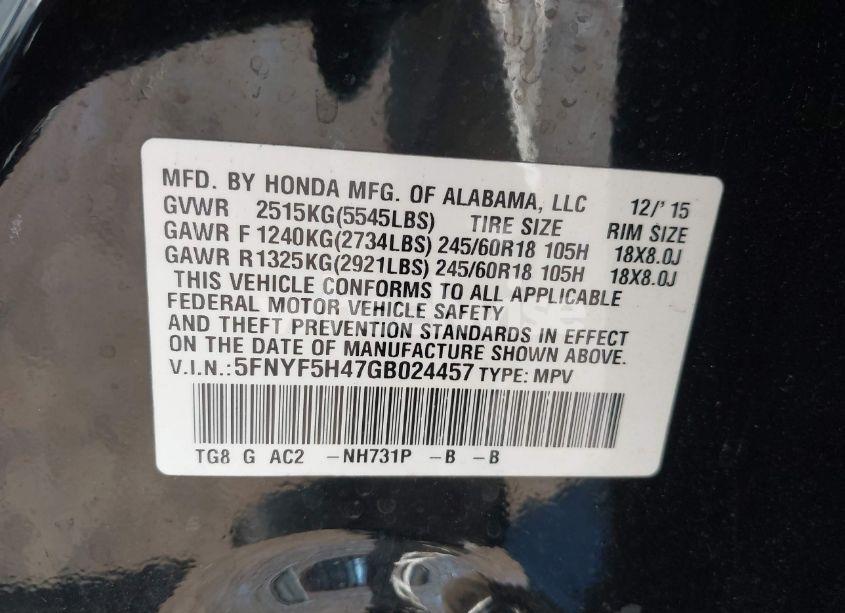 MFD. BY HONDA MFG. OF ALABAMA, LLC 12/'15
GVWR 2515KG(5545LBS) TIRE SIZE RIM SIZE
GAWR F 1240KG(2734LBS) 245/60R18 105H 18X8.0J
GAWR R1325KG(2921LBS) 245/60R18 105H 18X8.0J
THIS VEHICLE CONFORMS TO ALL APPLICABLE
FEDERAL MOTOR VEHICLE SAFETY
AND THEFT PREVENTION STANDARDS IN EFFECT
ON THE DATE OF MANUFACTURE SHOWN ABOVE.
V.I.N.:5FNYF5H47GB024457 TYPE: MPV
TG8 G AC2 -NH731P -B -B